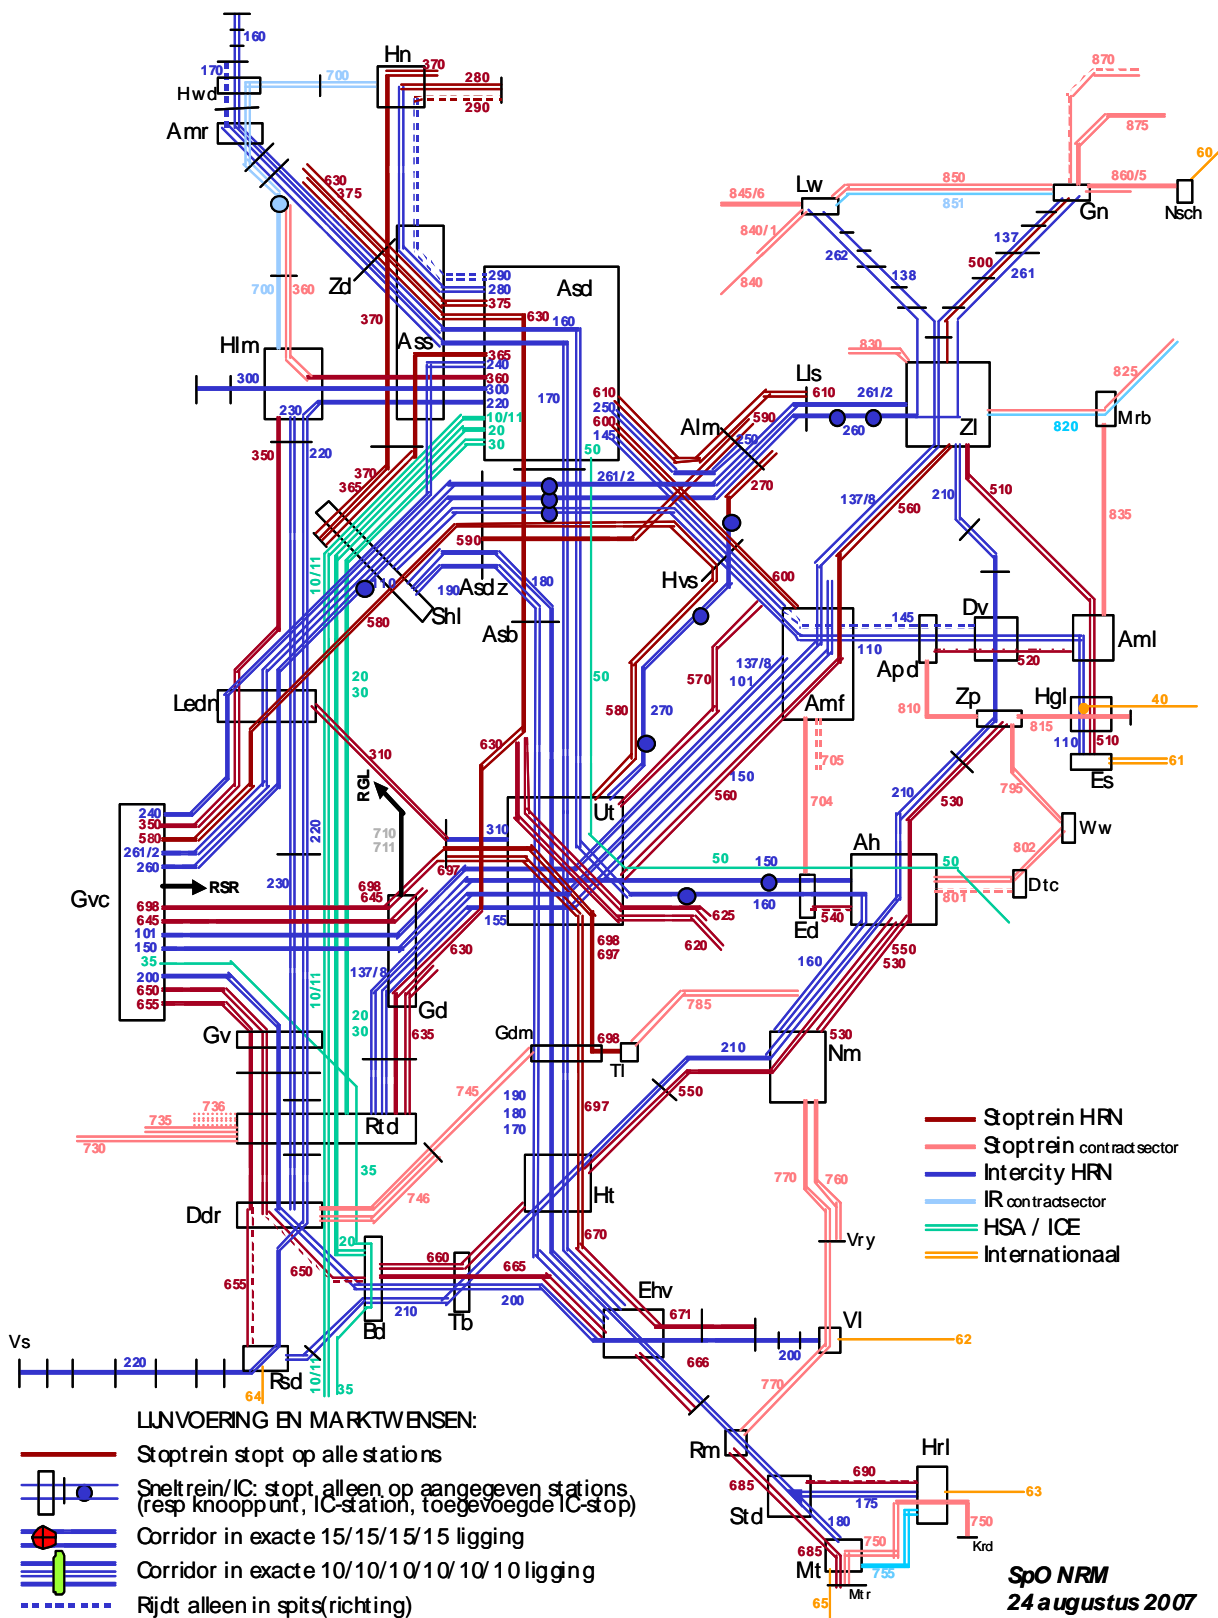 160
Hn
370
170
700
280
870
Hwd
290
875
Amr
60
630
375
Lw
850
845/6
851
860/5
Gn
Nsch
840/1
137
262
500
Zd
290
Asd
138
261
840
280
700
360
375
630
370
160
Hlm
Ass
365
830
825
240
Lls
360
300
300
610
610
261/2
Mrb
220
170
590
230
250
Alm
Zl
10/11
600
250
260
820
220
20
145
350
30
50
370
261/2
270
210
510
365
137/8
560
835
590
Hvs
10/11
10
180
600
190
Asdz
Shl
580
145
Dv
Asb
Aml
110
Apd
520
137/8
20
570
101
30
50
Amf
Zp
Hgl
Ledn
580
270
810
40
815
310
630
110
510
705
RGL
150
Es
61
560
704
210
530
795
Ut
240
220
710
310
Ww
350
711
Ah
802
580
697
50
50
261/2
150
260
698
Dtc
RSR
230
645
160
801
Gvc
698
155
625
Ed
540
645
698
550
101
630
620
697
530
150
160
35
137/8
200
10/11
785
650
20
Gd
655
30
Gv
635
Gdm
698
210
530
Nm
Tl
550
745
736
190
697
735
Rtd
180
Stoptrein HRN
730
170
Stoptrein contractsector
35
770
760
Intercity HRN
746
Ht
Ddr
IR contractsector
670
HSA / ICE
20
660
Vry
650
665
Internationaal
655
Ehv
210
200
671
Vl
Bd
Tb
Vs
62
220
200
666
Rsd
10/11
35
770
64
LIJNVOERING EN MARKTWENSEN:
Stoptrein stopt op alle stations
Rm
Hrl
685
690
Sneltrein/IC: stopt alleen op aangegeven stations
(resp knooppunt, IC-station, toegevoegde IC-stop)
175
63
Std
180
Corridor in exacte 15/15/15/15 ligging
750
750
685
Krd
Corridor in exacte 10/10/10/10/10/10 ligging
Mt
755
SpO NRM
Mtr
24 augustus 2007
65
Rijdt alleen in spits(richting)